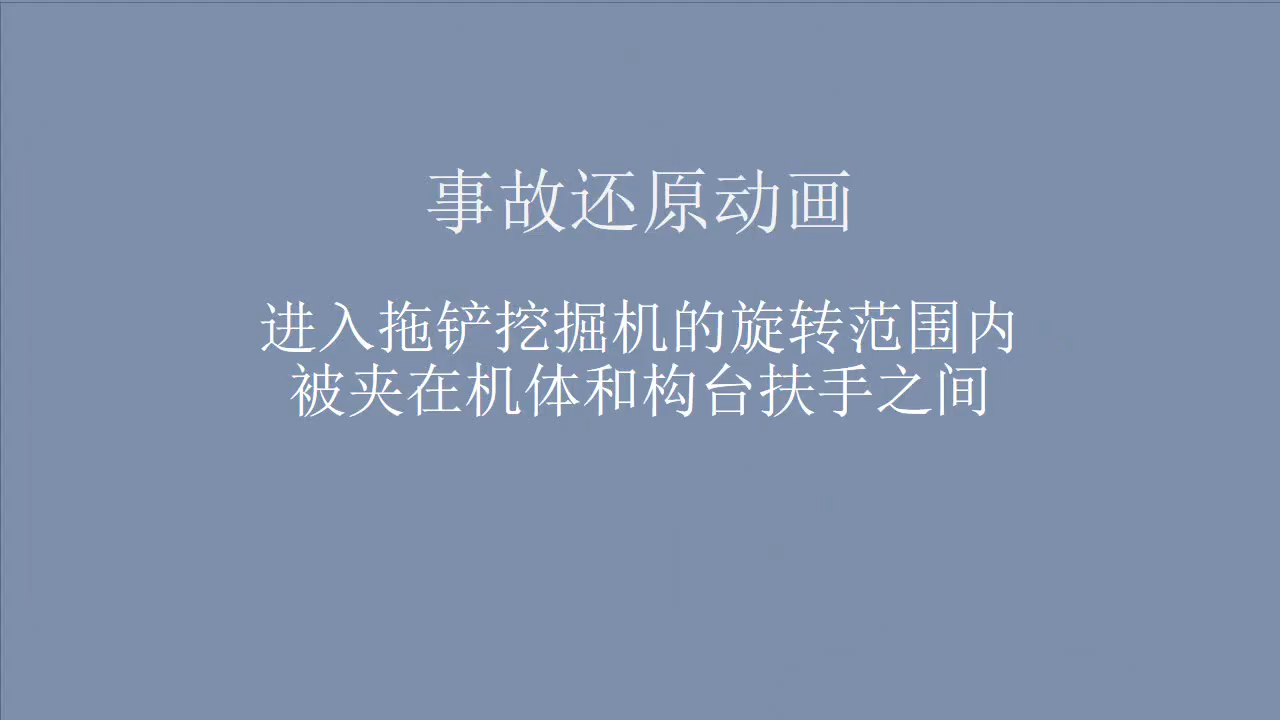 事故还原动画
进入拖铲挖掘机的旋转范围内
被夹在机体和构台扶手之间